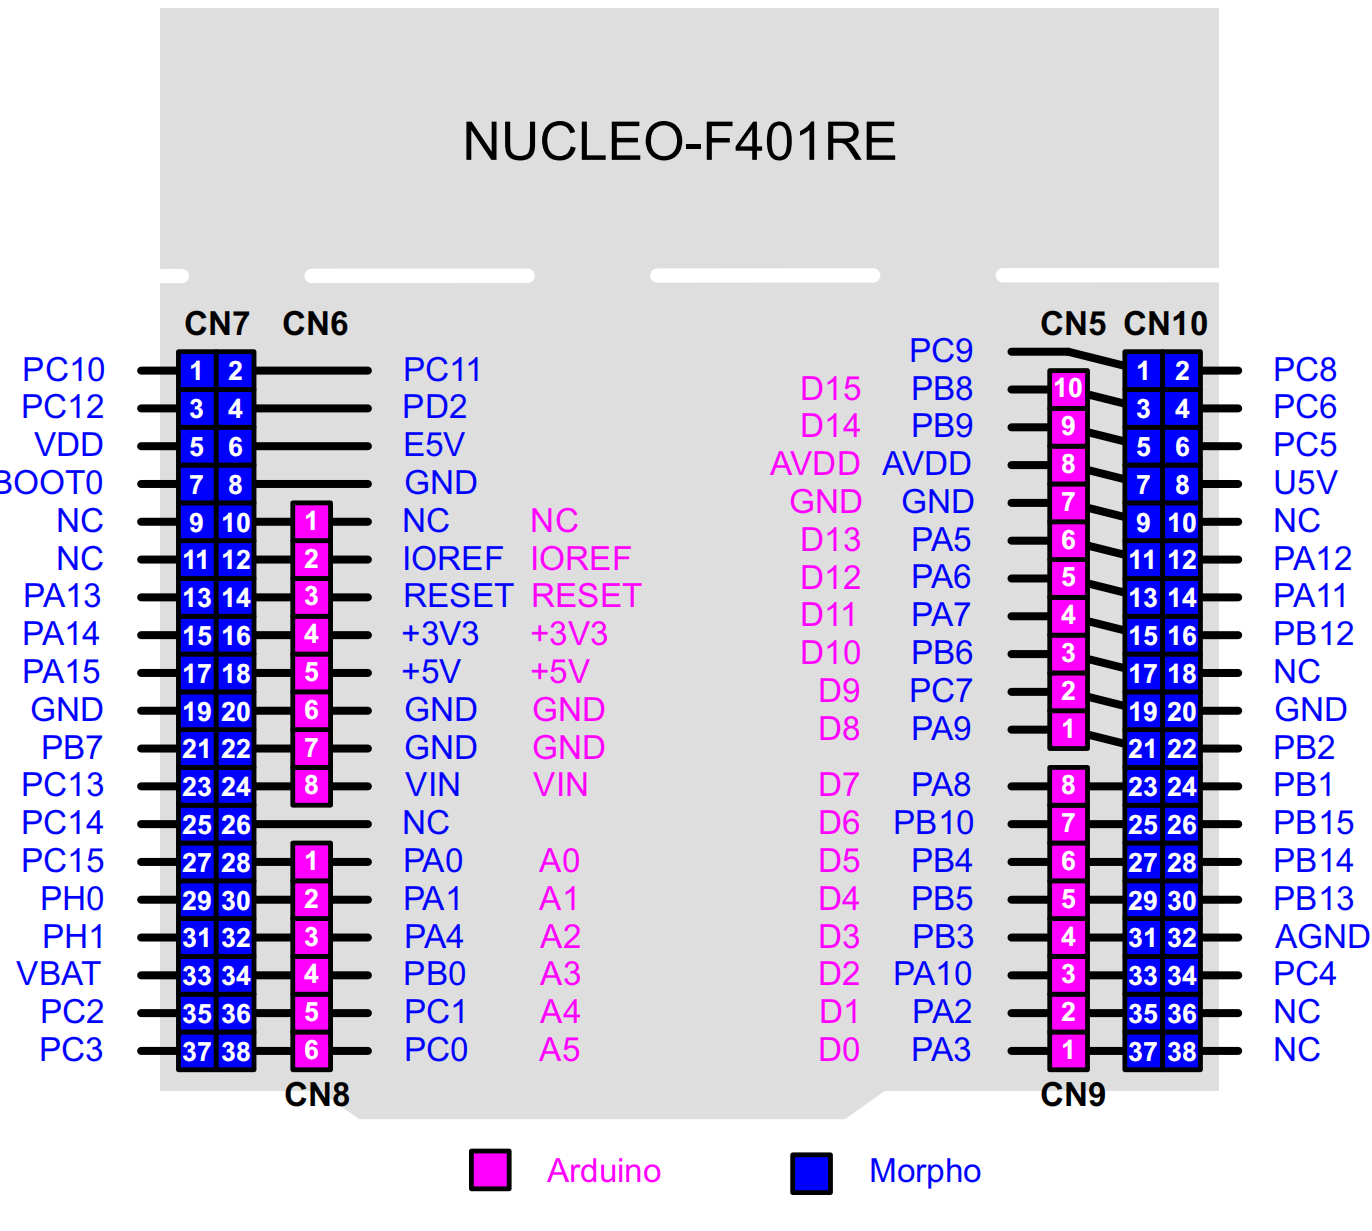 NUCLEO-F401RE
CN7 CN6 CN5 CN10
PC9
PC10 1 2 PC11 1 2 PC8
D15 PB8 10
PC12 3 4 PD2 3 4 PC6
D14 PB9 9
VDD 5 6 E5V 5 6 PC5
AVDD AVDD 8
BOOT0 7 8 GND 7 8 U5V
GND GND 7
NC 9 10 1 NC NC 9 10 NC
D13 PA5 6
NC 11 12 2 IOREF IOREF 11 12 PA12
D12 PA6 5
PA13 13 14 3 RESET RESET 13 14 PA11
D11 PA7 4
PA14 15 16 4 +3V3 +3V3 15 16 PB12
D10 PB6 3
PA15 17 18 5 +5V +5V 17 18 NC
D9 PC7 2
GND 19 20 6 GND GND 19 20 GND
D8 PA9 1
PB7 21 22 7 GND GND 21 22 PB2
PC13 23 24 8 VIN VIN D7 PA8 8 23 24 PB1
PC14 25 26 NC D6 PB10 7 25 26 PB15
PC15 27 28 1 PA0 A0 D5 PB4 6 27 28 PB14
PH0 29 30 2 PA1 A1 D4 PB5 5 29 30 PB13
PH1 31 32 3 PA4 A2 D3 PB3 4 31 32 AGND
VBAT 33 34 4 PB0 A3 D2 PA10 3 33 34 PC4
PC2 35 36 5 PC1 A4 D1 PA2 2 35 36 NC
PC3 37 38 6 PC0 A5 D0 PA3 1 37 38 NC
CN8 CN9
Arduino Morpho